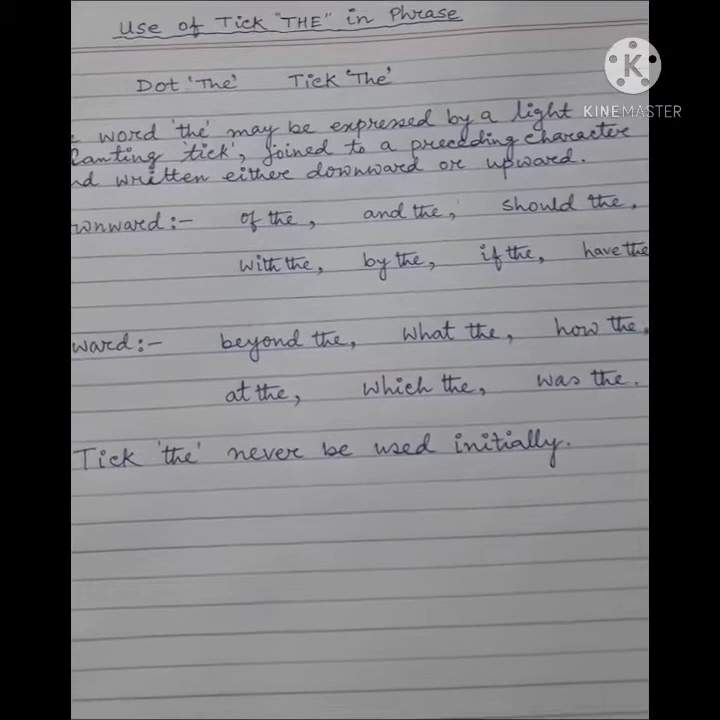 Use of Tick "THE" in Phrase
Dot 'The' Tick 'The'
K
KINEMASTER
word 'the' may be expressed by a light
lanting 'tick', joined to a preceding character
nd written either downward or upward.
wnward:- of the, and the, should the,
with the, by the, if the, have the
ward:- beyond the, what the, how the,
at the, which the, was the.
Tick 'the' never be used initially.